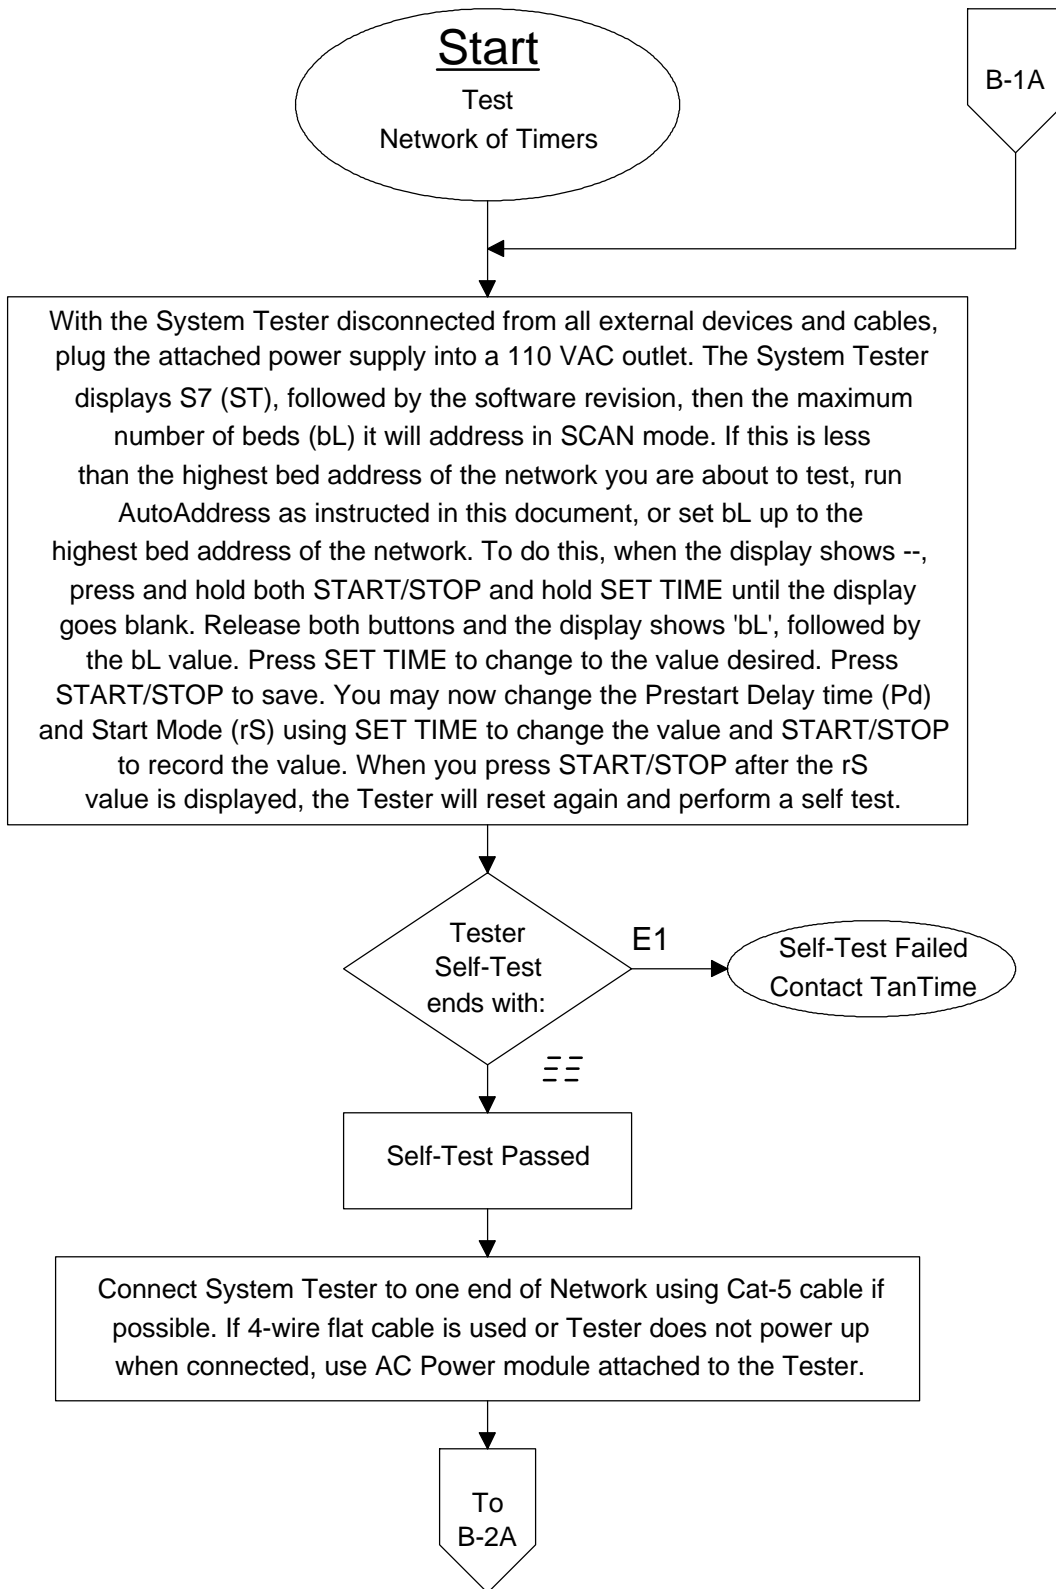 Start
Test
Network of Timers
B-1A
With the System Tester disconnected from all external devices and cables,
plug the attached power supply into a 110 VAC outlet. The System Tester
displays S7 (ST), followed by the software revision, then the maximum
number of beds (bL) it will address in SCAN mode. If this is less
than the highest bed address of the network you are about to test, run
AutoAddress as instructed in this document, or set bL up to the
highest bed address of the network. To do this, when the display shows --,
press and hold both START/STOP and hold SET TIME until the display
goes blank. Release both buttons and the display shows 'bL', followed by
the bL value. Press SET TIME to change to the value desired. Press
START/STOP to save. You may now change the Prestart Delay time (Pd)
and Start Mode (rS) using SET TIME to change the value and START/STOP
to record the value. When you press START/STOP after the rS
value is displayed, the Tester will reset again and perform a self test.
Tester
Self-Test
ends with:
E1
Self-Test Failed
Contact TanTime
Self-Test Passed
Connect System Tester to one end of Network using Cat-5 cable if
possible. If 4-wire flat cable is used or Tester does not power up
when connected, use AC Power module attached to the Tester.
To
B-2A